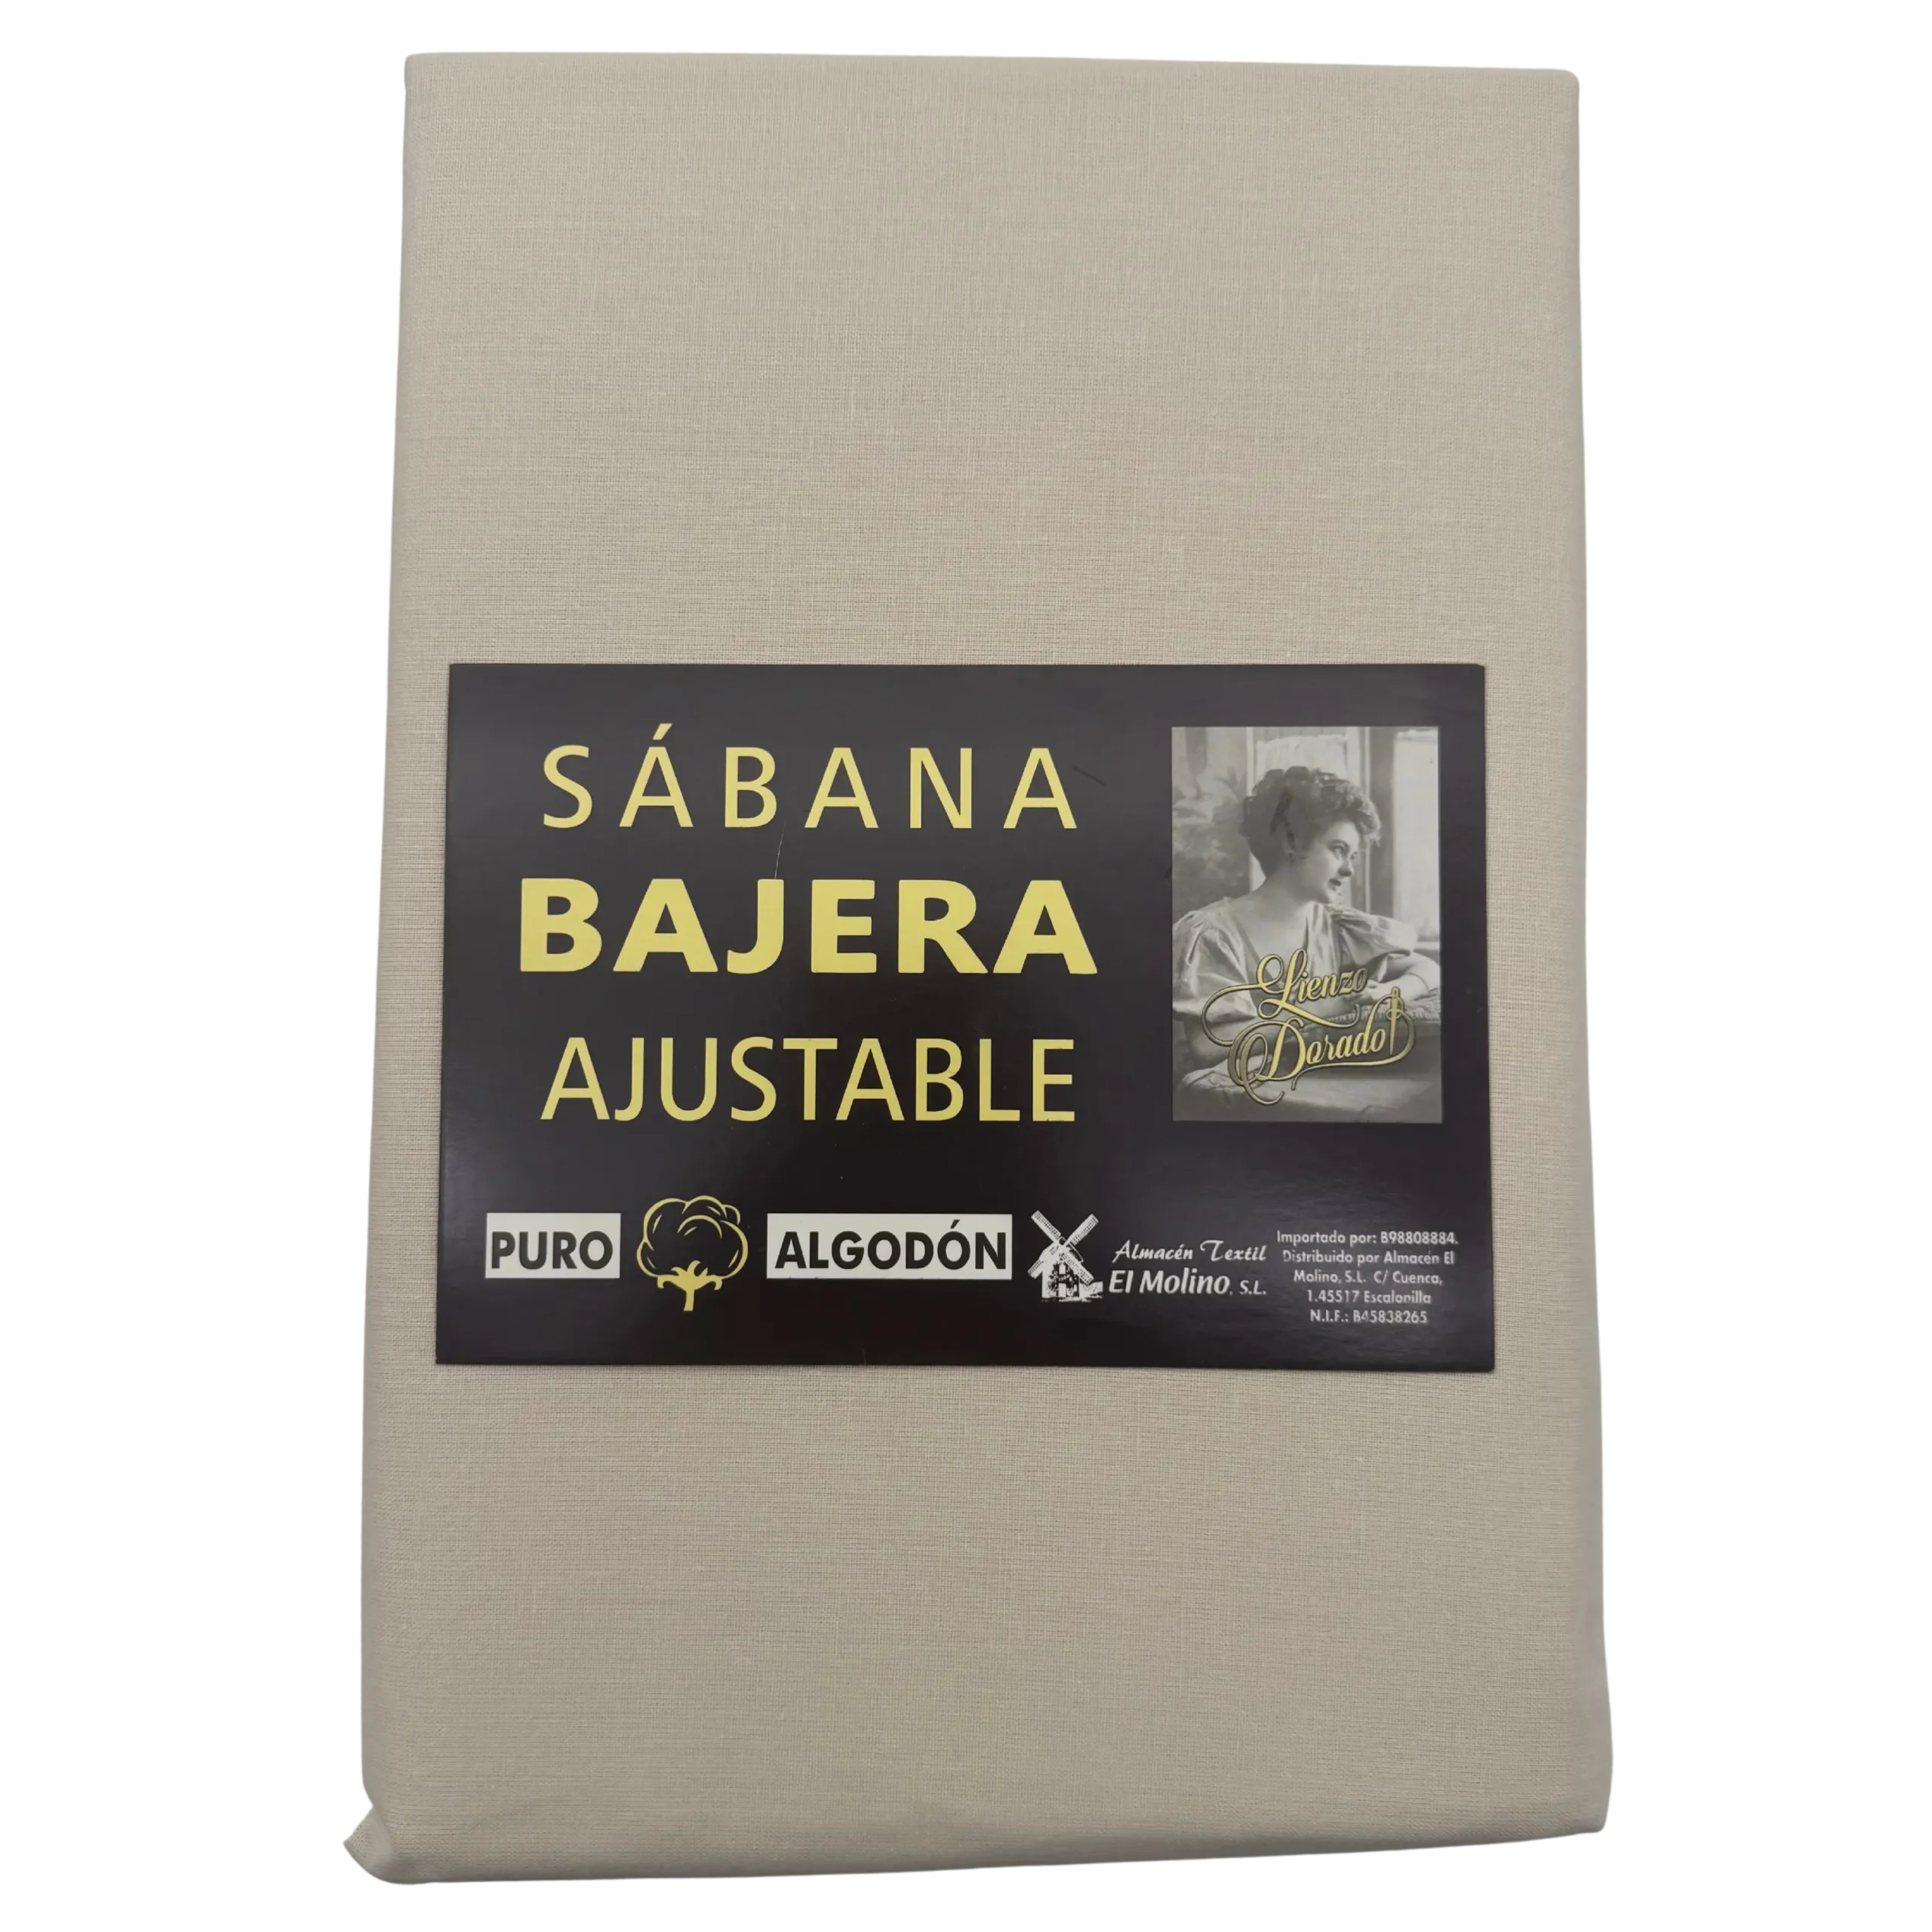 SÁBANA
BAJERA
AJUSTABLE
Lienzo
Dorado
PURO ALGODÓN
Almacén Textil
El Molino, S.L.
Importado por: B98808884.
Distribuido por Almacén El
Molino, S.L. C/ Cuenca,
1.45517 Escalonilla
N.I.F.: B45838265